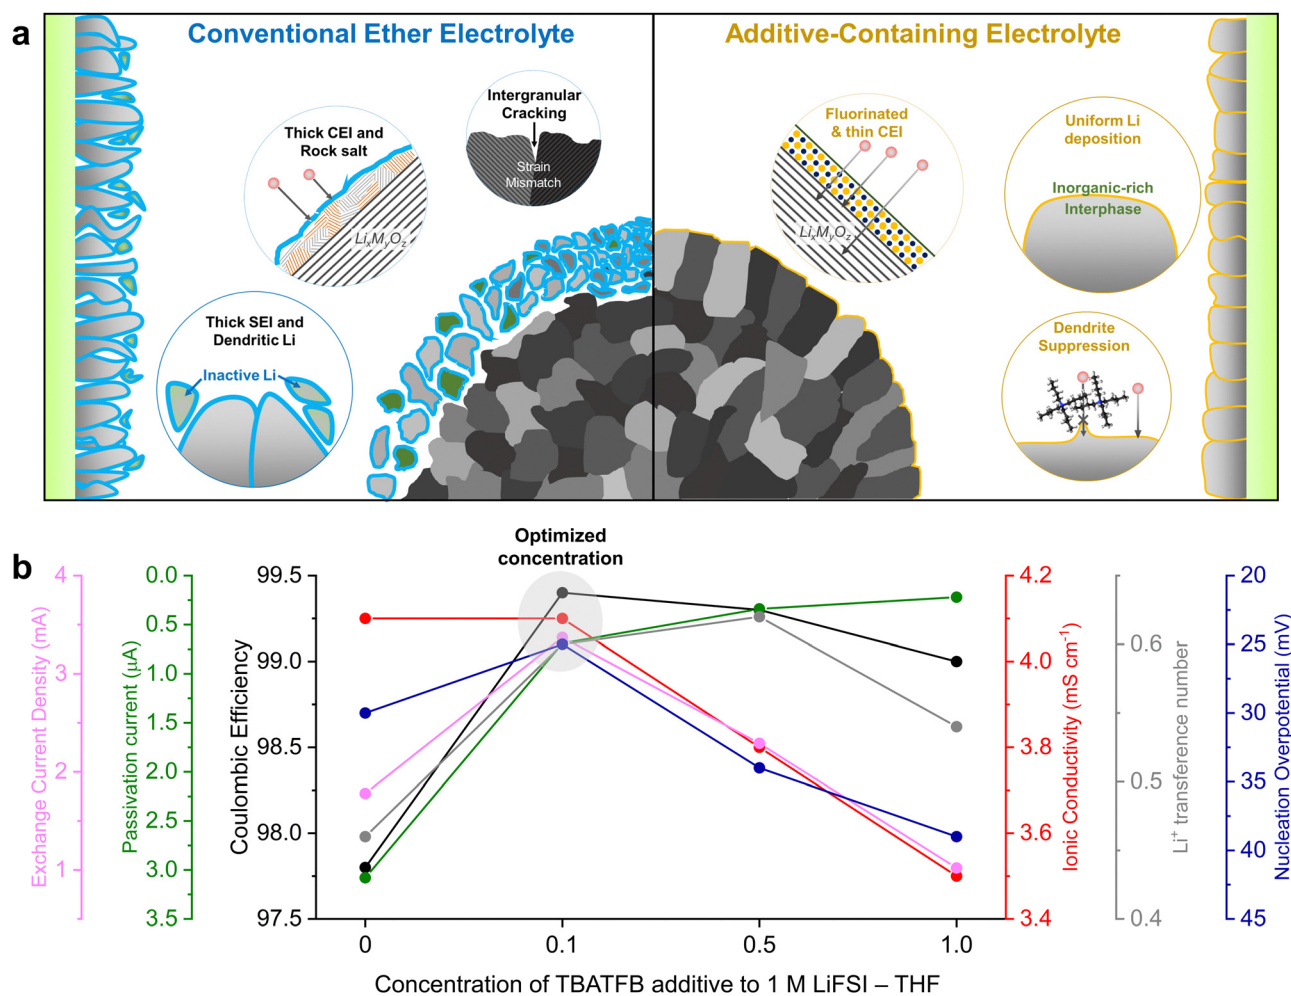 a
Conventional Ether Electrolyte
Additive-Containing Electrolyte
Thick CEI and
Rock salt
LixMyOz
Intergranular
Cracking
Strain
Mismatch
Thick SEI and
Dendritic Li
Inactive Li
Fluorinated
& thin CEI
LixMyOz
Uniform Li
deposition
Inorganic-rich
Interphase
Dendrite
Suppression
b
Optimized
concentration
Exchange Current Density (mA)
4
3
2
1
Passivation current (μA)
0.0
0.5
1.0
1.5
2.0
2.5
3.0
3.5
Coulombic Efficiency
99.5
99.0
98.5
98.0
97.5
Ionic Conductivity (mS cm⁻¹)
4.2
4.0
3.8
3.6
3.4
Li⁺ transference number
0.6
0.5
0.4
Nucleation Overpotential (mV)
20
25
30
35
40
45
0
0.1
0.5
1.0
Concentration of TBATFB additive to 1 M LiFSI – THF